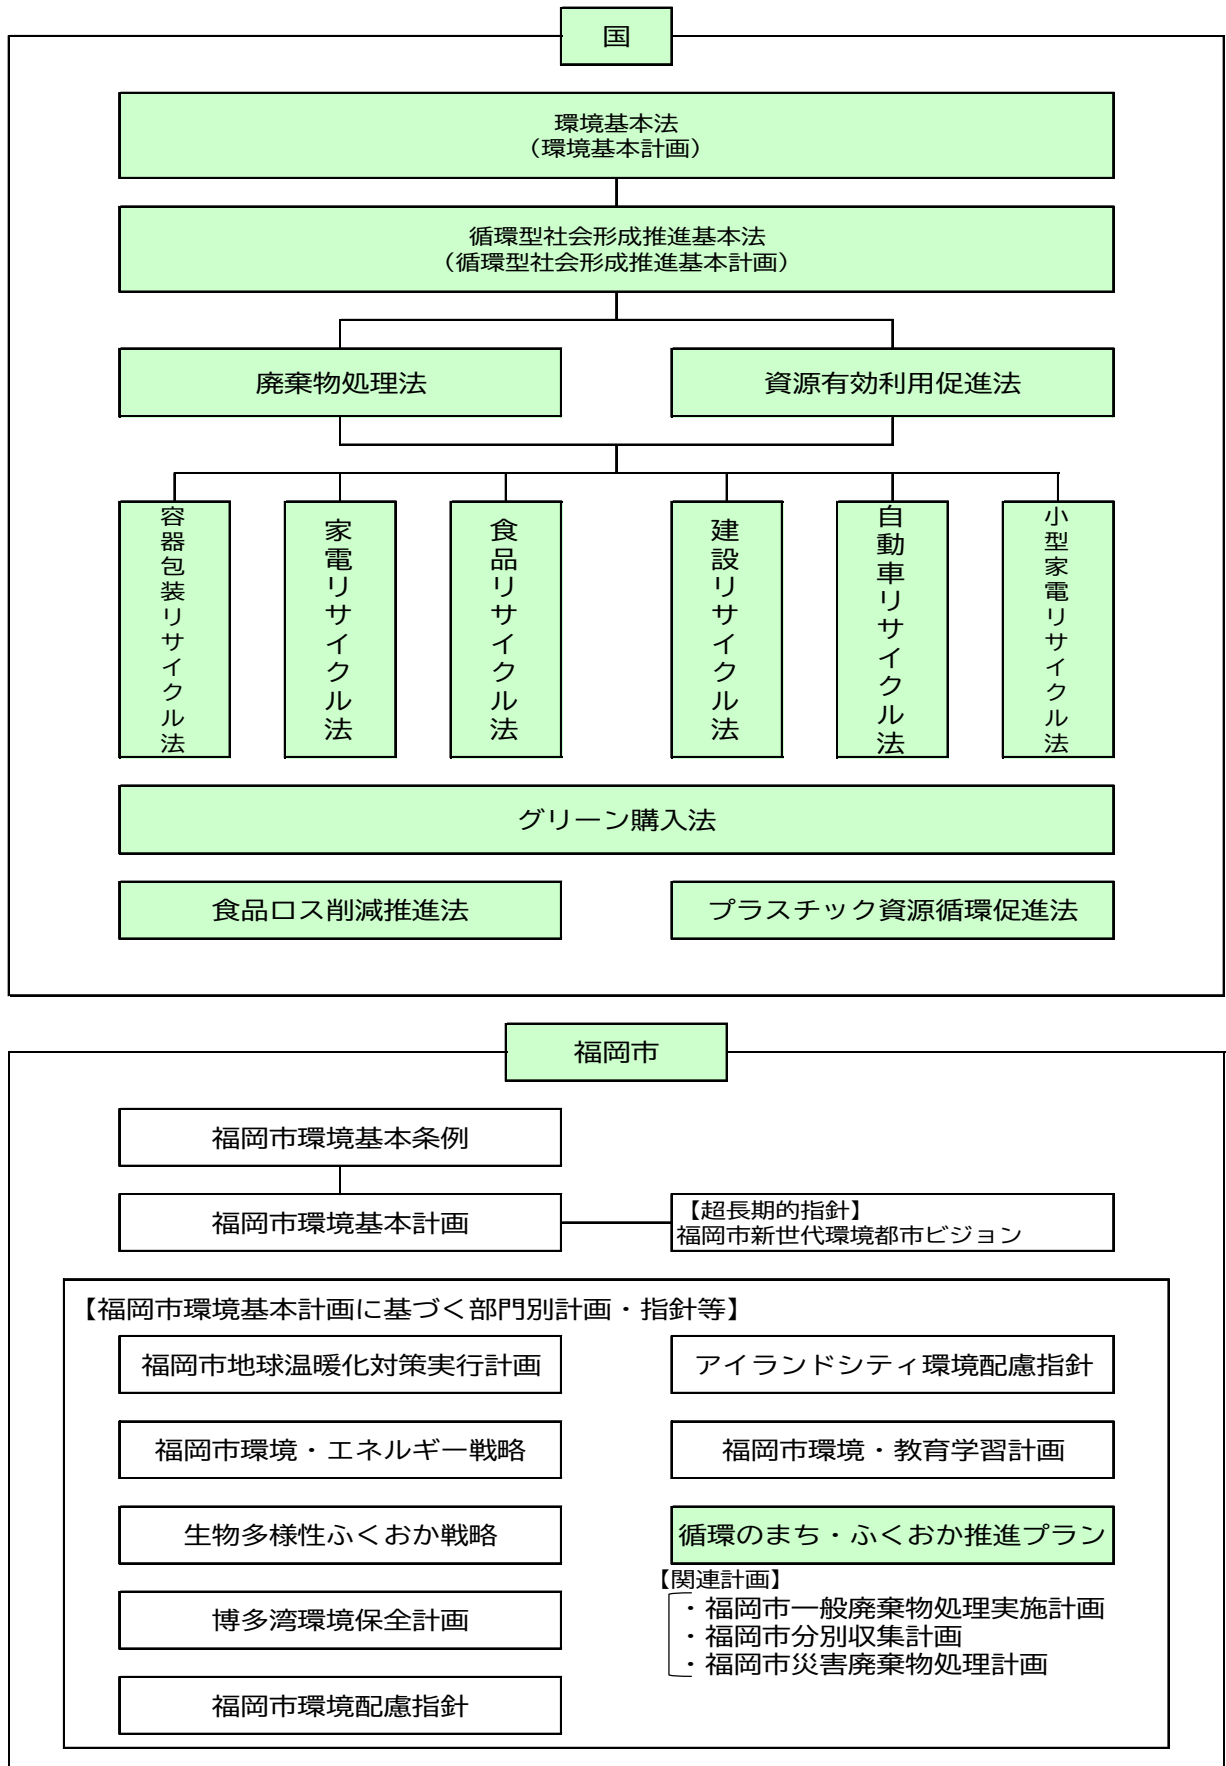 国
環境基本法
（環境基本計画）
循環型社会形成推進基本法
（循環型社会形成推進基本計画）
廃棄物処理法
資源有効利用促進法
容器包装リサイクル法
家電リサイクル法
食品リサイクル法
建設リサイクル法
自動車リサイクル法
小型家電リサイクル法
グリーン購入法
食品ロス削減推進法
プラスチック資源循環促進法
福岡市
福岡市環境基本条例
福岡市環境基本計画
【超長期的指針】
福岡市新世代環境都市ビジョン
【福岡市環境基本計画に基づく部門別計画・指針等】
福岡市地球温暖化対策実行計画
アイランドシティ環境配慮指針
福岡市環境・エネルギー戦略
福岡市環境・教育学習計画
生物多様性ふくおか戦略
循環のまち・ふくおか推進プラン
【関連計画】
・福岡市一般廃棄物処理実施計画
・福岡市分別収集計画
・福岡市災害廃棄物処理計画
博多湾環境保全計画
福岡市環境配慮指針